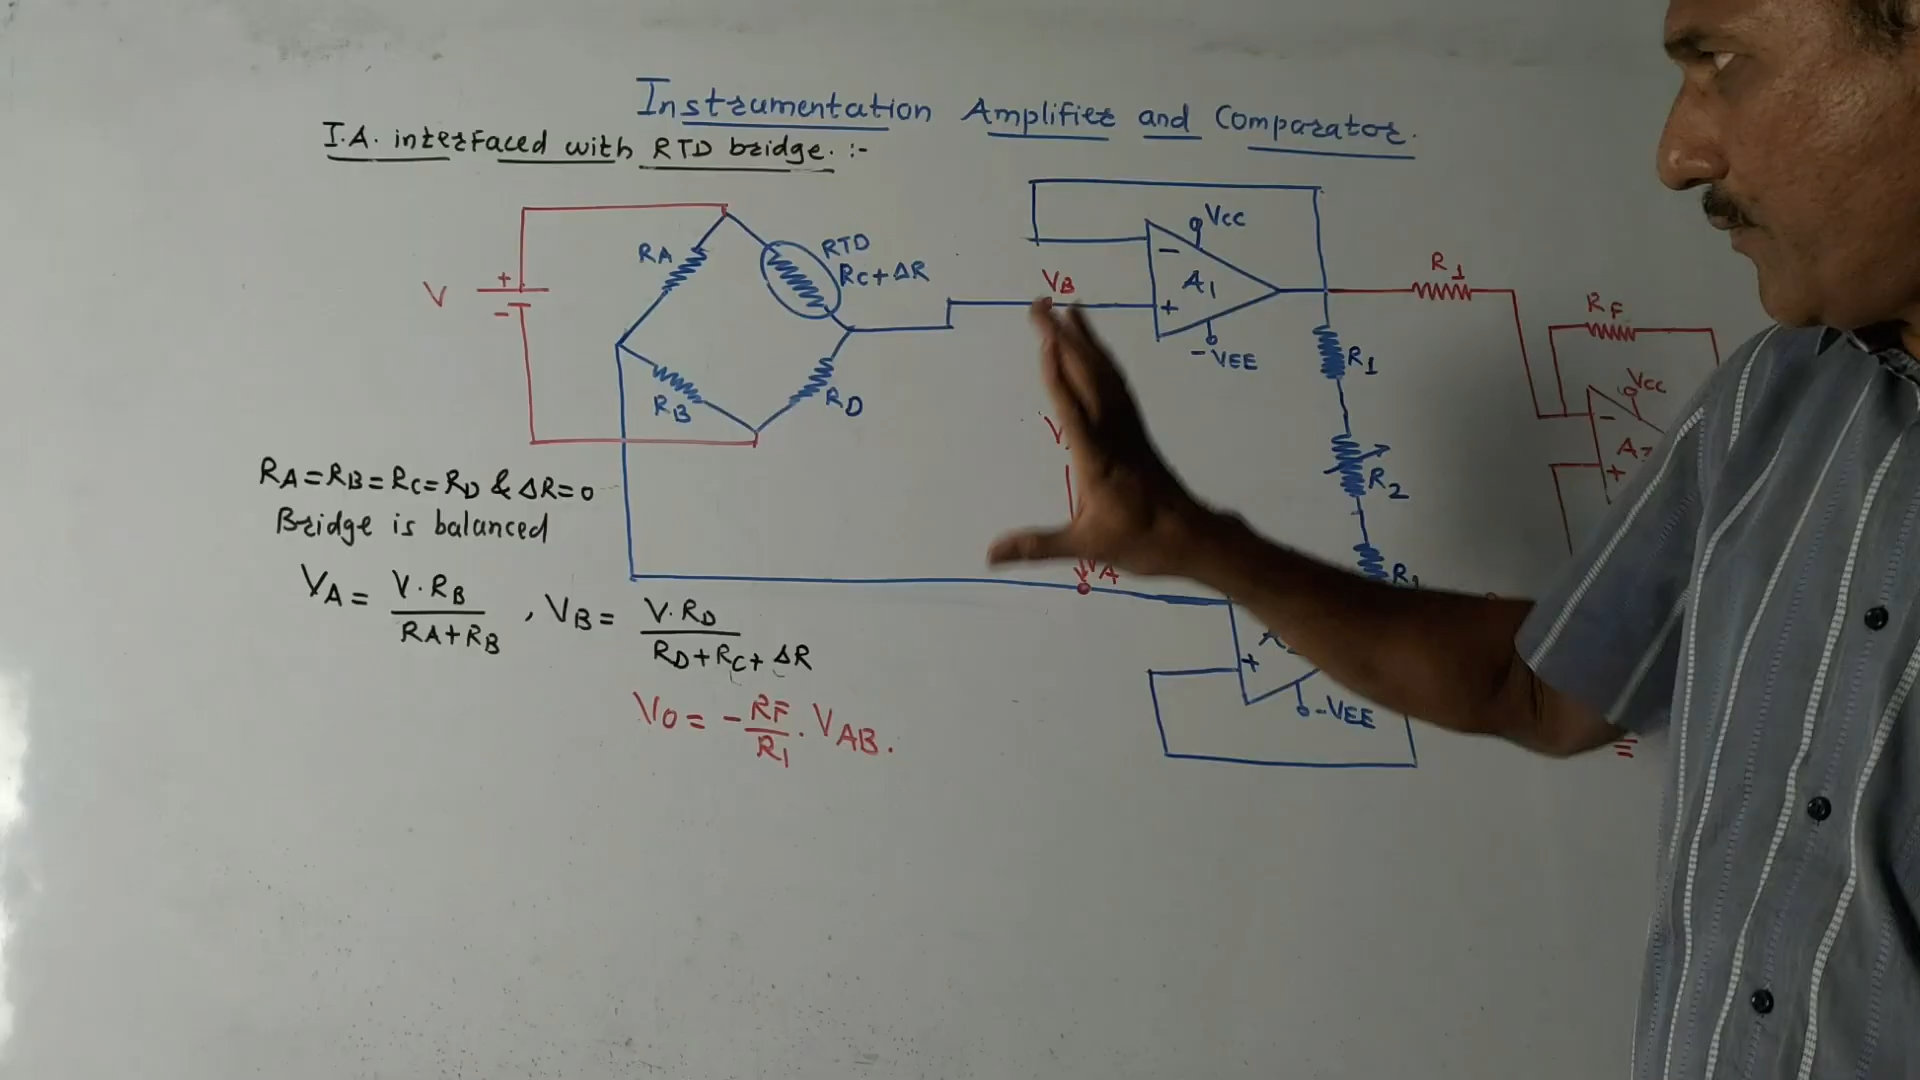 Instrumentation Amplifier and Comparator.
I.A. interfaced with RTD bridge. :-
V
+
-
RA
RTD
RC + ΔR
RB
RD
VB
Vcc
-
A1
+
-VEE
R1
RF
R1
Vcc
-
+
R2
V
R1
VA
+
-VEE
RA = RB = RC = RD & ΔR = 0
Bridge is balanced
VA = V. RB / RA + RB , VB = V. RD / RD + RC + ΔR
Vo = - RF / R1 . VAB.